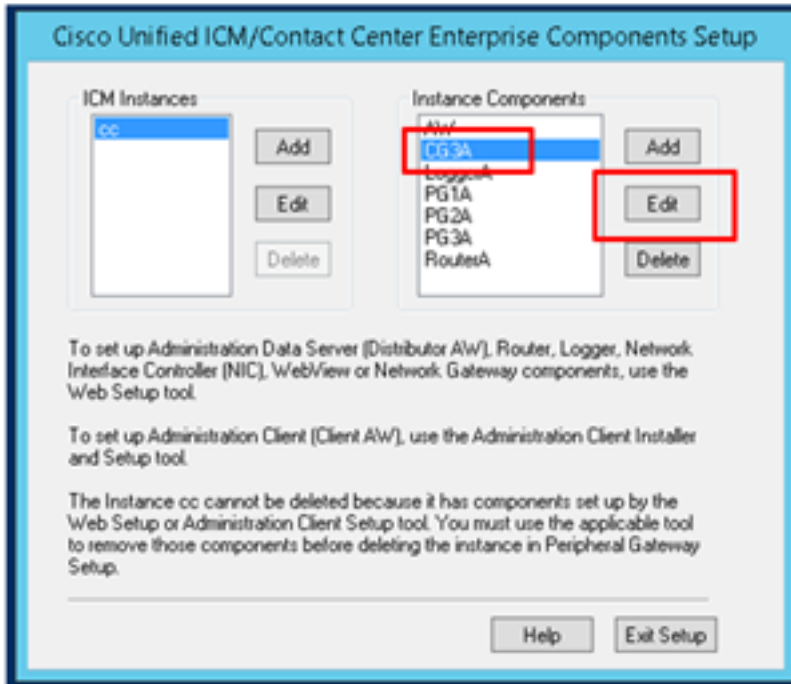 Cisco Unified ICM/Contact Center Enterprise Components Setup
ICM Instances
cc
Add
Edit
Delete
Instance Components
AW
CG3A
LoggerA
PG1A
PG2A
PG3A
RouterA
Add
Edit
Delete
To set up Administration Data Server (Distributor AW), Router, Logger, Network
Interface Controller (NIC), WebView or Network Gateway components, use the
Web Setup tool.
To set up Administration Client (Client AW), use the Administration Client Installer
and Setup tool.
The Instance cc cannot be deleted because it has components set up by the
Web Setup or Administration Client Setup tool. You must use the applicable tool
to remove those components before deleting the instance in Peripheral Gateway
Setup.
Help
Exit Setup